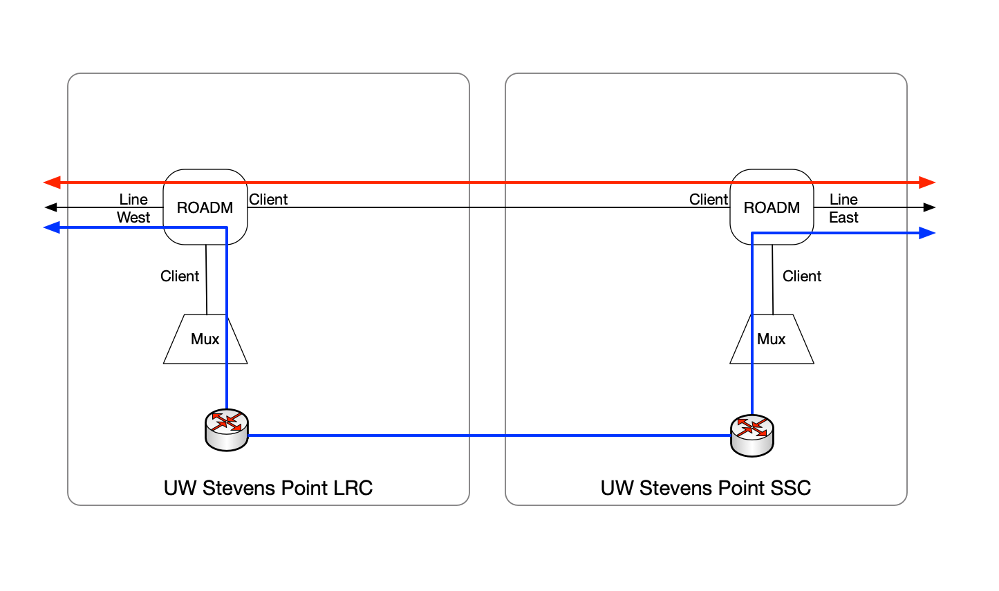 Line
Client
Client
Line
ROADM
ROADM
West
East
Client
Client
Mux
Mux
UW Stevens Point LRC
UW Stevens Point SSC